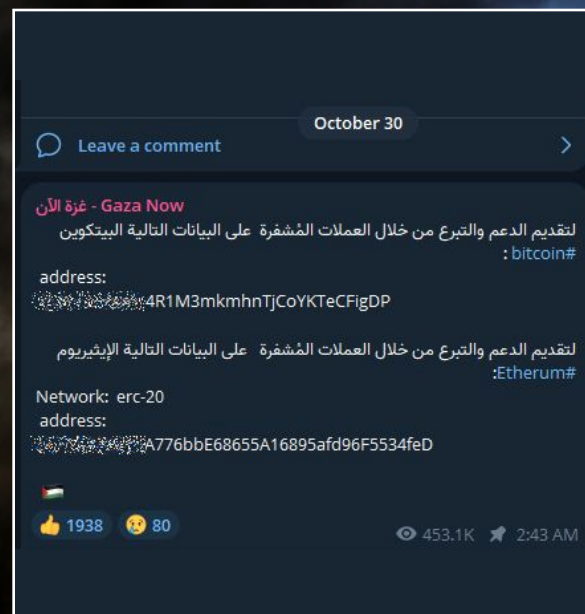 October 30
Leave a comment
Gaza Now - غزة الآن
لتقديم الدعم والتبرع من خلال العملات المُشفرة على البيانات التالية البيتكوين
#bitcoin :
address:
4R1M3mkmhnTjCoYKTeCFigDP
لتقديم الدعم والتبرع من خلال العملات المُشفرة على البيانات التالية الإيثيريوم
#Etherum:
Network: erc-20
address:
A776bbE68655A16895afd96F5534feD
1938 80 453.1K 2:43 AM